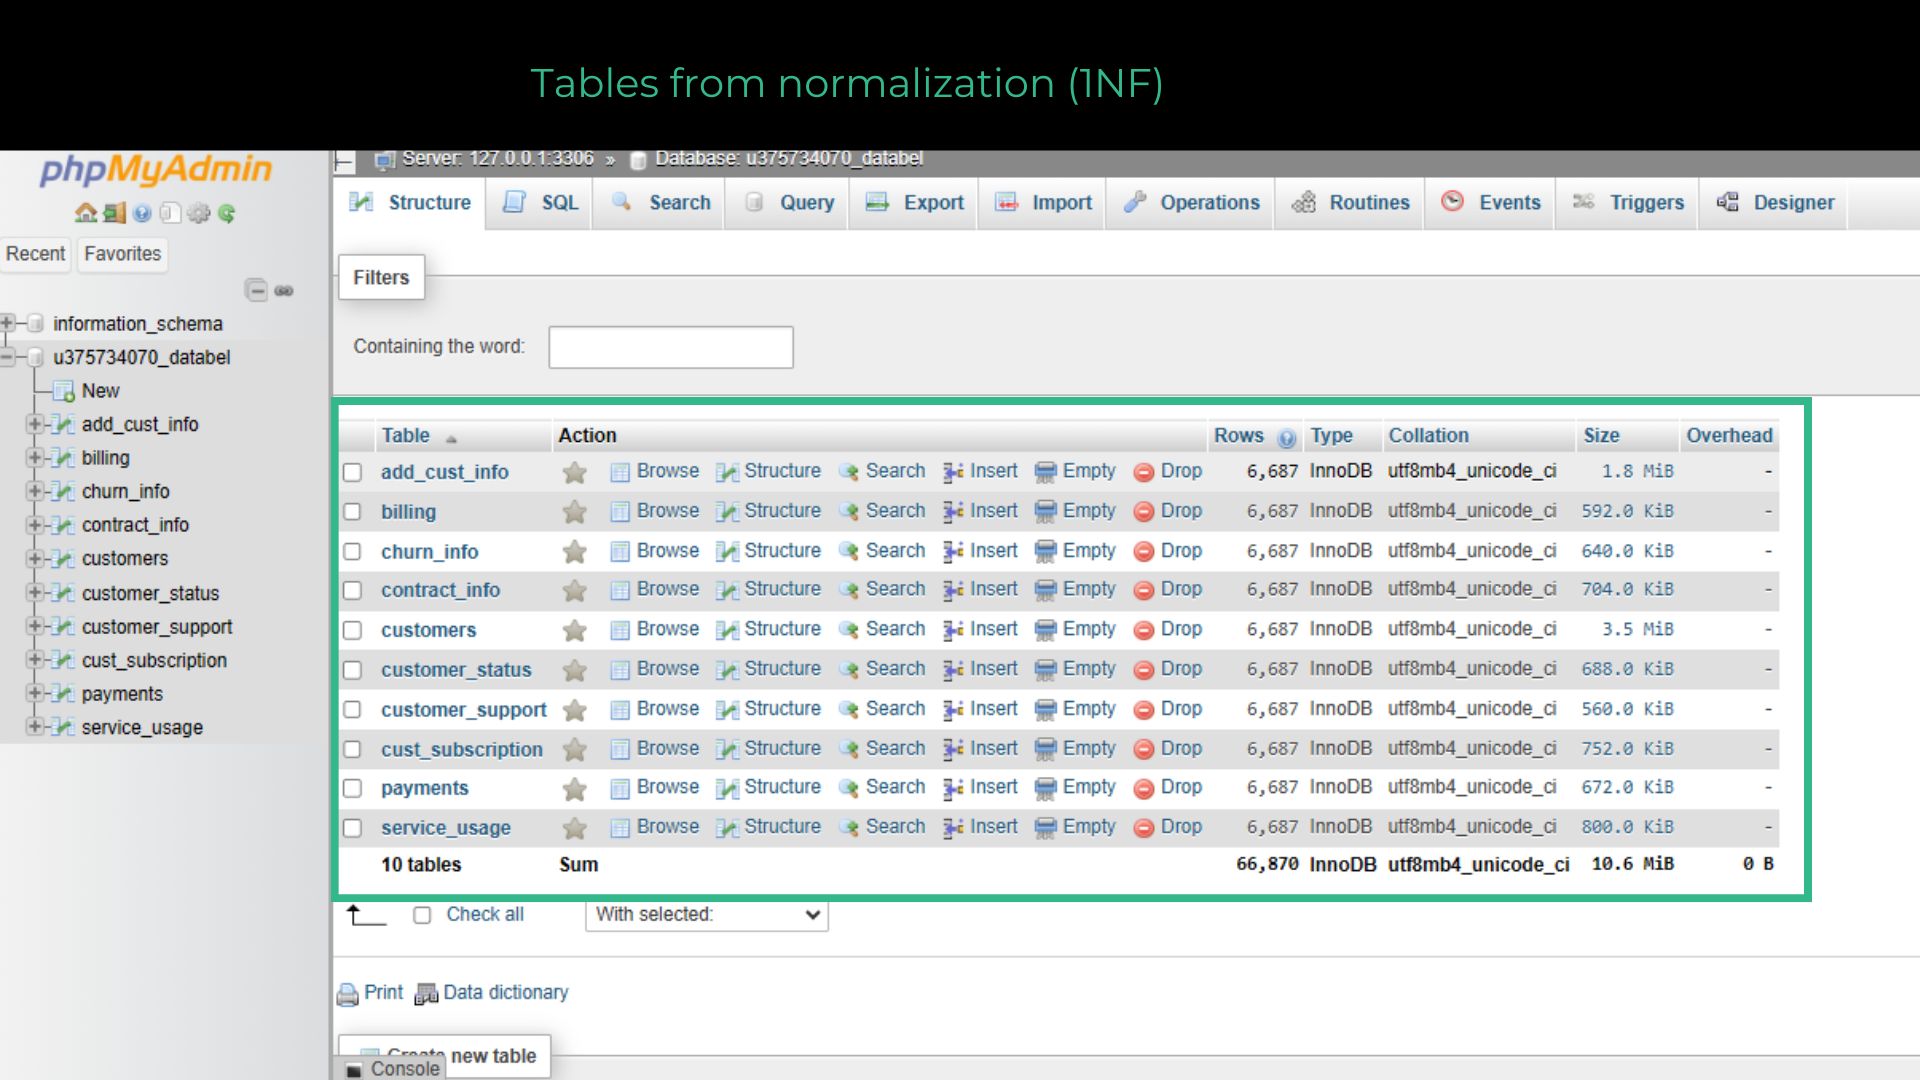 Tables from normalization (1NF)
phpMyAdmin
Recent Favorites
information_schema
u375734070_databel
New
add_cust_info
billing
churn_info
contract_info
customers
customer_status
customer_support
cust_subscription
payments
service_usage
Server: 127.0.0.1:3306 » Database: u375734070_databel
Structure SQL Search Query Export Import Operations Routines Events Triggers Designer
Filters
Containing the word:
Table Action Rows Type Collation Size Overhead
add_cust_info Browse Structure Search Insert Empty Drop 6,687 InnoDB utf8mb4_unicode_ci 1.8 MiB -
billing Browse Structure Search Insert Empty Drop 6,687 InnoDB utf8mb4_unicode_ci 592.0 KiB -
churn_info Browse Structure Search Insert Empty Drop 6,687 InnoDB utf8mb4_unicode_ci 640.0 KiB -
contract_info Browse Structure Search Insert Empty Drop 6,687 InnoDB utf8mb4_unicode_ci 704.0 KiB -
customers Browse Structure Search Insert Empty Drop 6,687 InnoDB utf8mb4_unicode_ci 3.5 MiB -
customer_status Browse Structure Search Insert Empty Drop 6,687 InnoDB utf8mb4_unicode_ci 688.0 KiB -
customer_support Browse Structure Search Insert Empty Drop 6,687 InnoDB utf8mb4_unicode_ci 560.0 KiB -
cust_subscription Browse Structure Search Insert Empty Drop 6,687 InnoDB utf8mb4_unicode_ci 752.0 KiB -
payments Browse Structure Search Insert Empty Drop 6,687 InnoDB utf8mb4_unicode_ci 672.0 KiB -
service_usage Browse Structure Search Insert Empty Drop 6,687 InnoDB utf8mb4_unicode_ci 800.0 KiB -
10 tables Sum 66,870 InnoDB utf8mb4_unicode_ci 10.6 MiB 0 B
Check all With selected:
Print Data dictionary
Create new table
Console